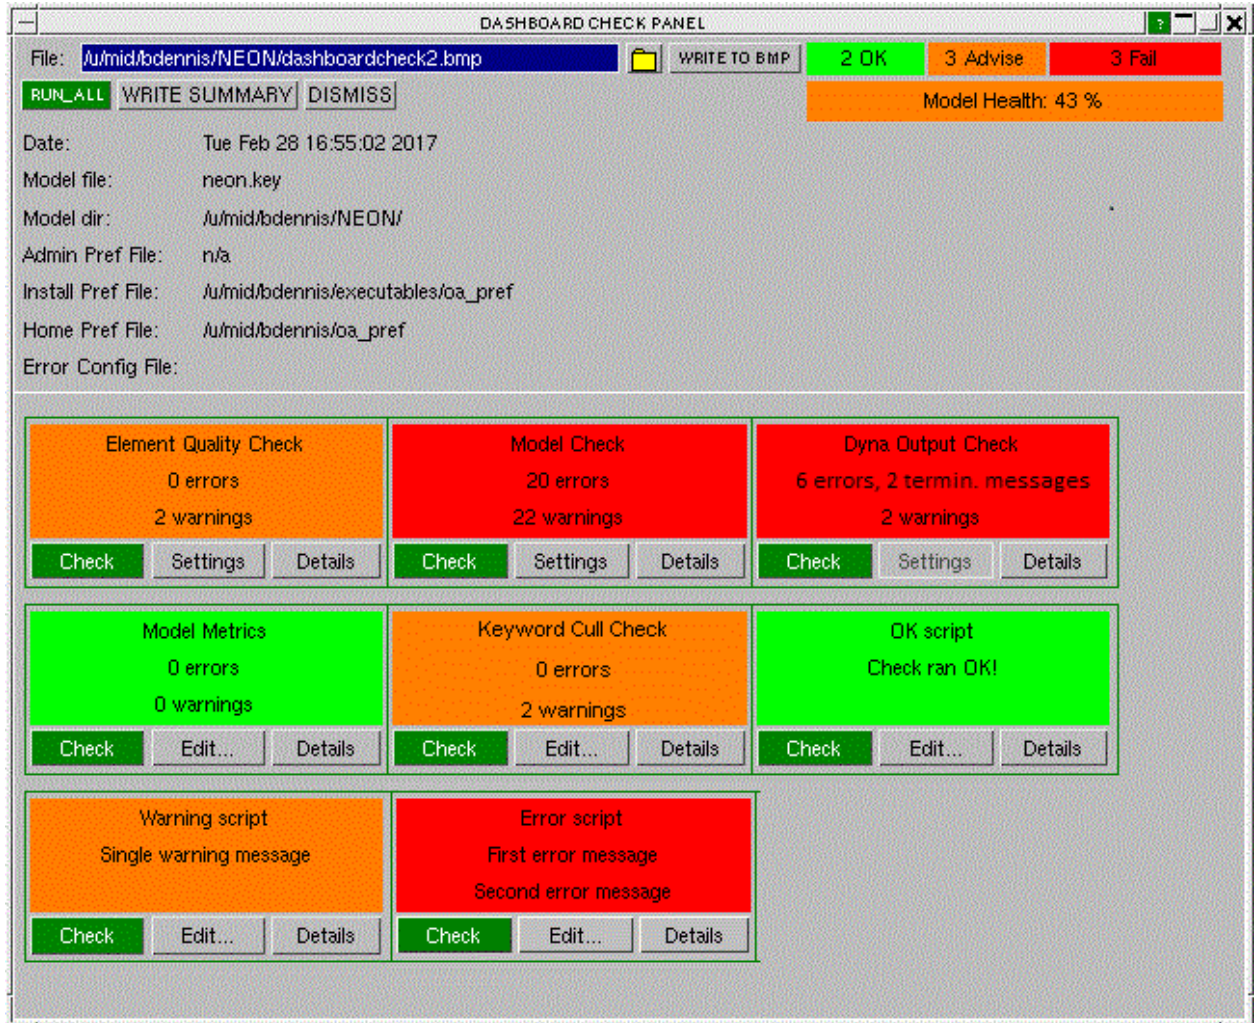 DASHBOARD CHECK PANEL
?
File: /u/mid/bdennis/NEON/dashboardcheck2.bmp WRITE TO BMP 2 OK 3 Advise 3 Fail
RUN_ALL WRITE SUMMARY DISMISS Model Health: 43 %
Date: Tue Feb 28 16:55:02 2017
Model file: neon.key
Model dir: /u/mid/bdennis/NEON/
Admin Pref File: n/a
Install Pref File: /u/mid/bdennis/executables/oa_pref
Home Pref File: /u/mid/bdennis/oa_pref
Error Config File:
Element Quality Check
0 errors
2 warnings
Check Settings Details
Model Check
20 errors
22 warnings
Check Settings Details
Dyna Output Check
6 errors, 2 termin. messages
2 warnings
Check Settings Details
Model Metrics
0 errors
0 warnings
Check Edit... Details
Keyword Cull Check
0 errors
2 warnings
Check Edit... Details
OK script
Check ran OK!
Check Edit... Details
Warning script
Single warning message
Check Edit... Details
Error script
First error message
Second error message
Check Edit... Details